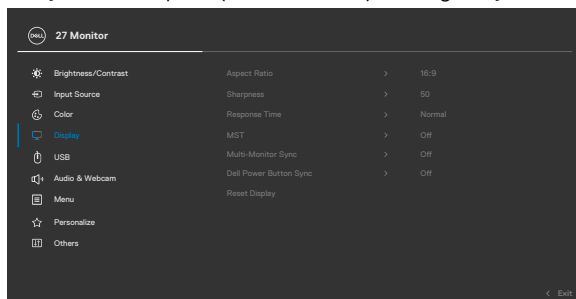 DELL
27 Monitor
Brightness/Contrast
Input Source
Color
Display
USB
Audio & Webcam
Menu
Personalize
Others
Aspect Ratio > 16:9
Sharpness > 50
Response Time > Normal
MST > Off
Multi-Monitor Sync > Off
Dell Power Button Sync > Off
Reset Display
< Exit